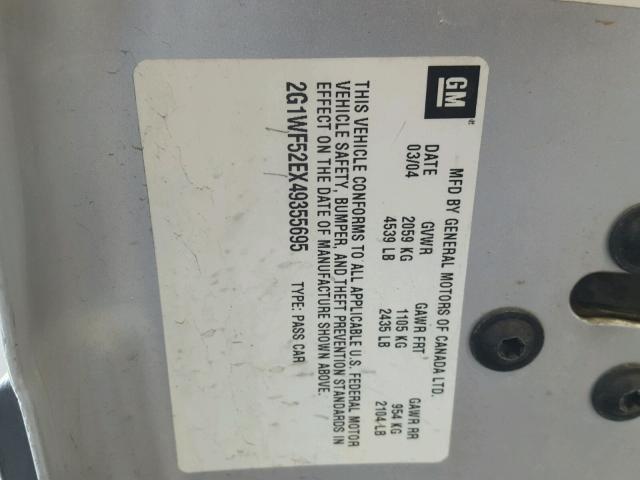 GM
MFD BY GENERAL MOTORS OF CANADA LTD.
DATE GVWR GAWR FRT GAWR RR
03/04 2059 KG 1105 KG 954 KG
4539 LB 2435 LB 2104 LB
THIS VEHICLE CONFORMS TO ALL APPLICABLE U.S. FEDERAL MOTOR
VEHICLE SAFETY, BUMPER, AND THEFT PREVENTION STANDARDS IN
EFFECT ON THE DATE OF MANUFACTURE SHOWN ABOVE.
2G1WF52EX49355695 TYPE: PASS CAR